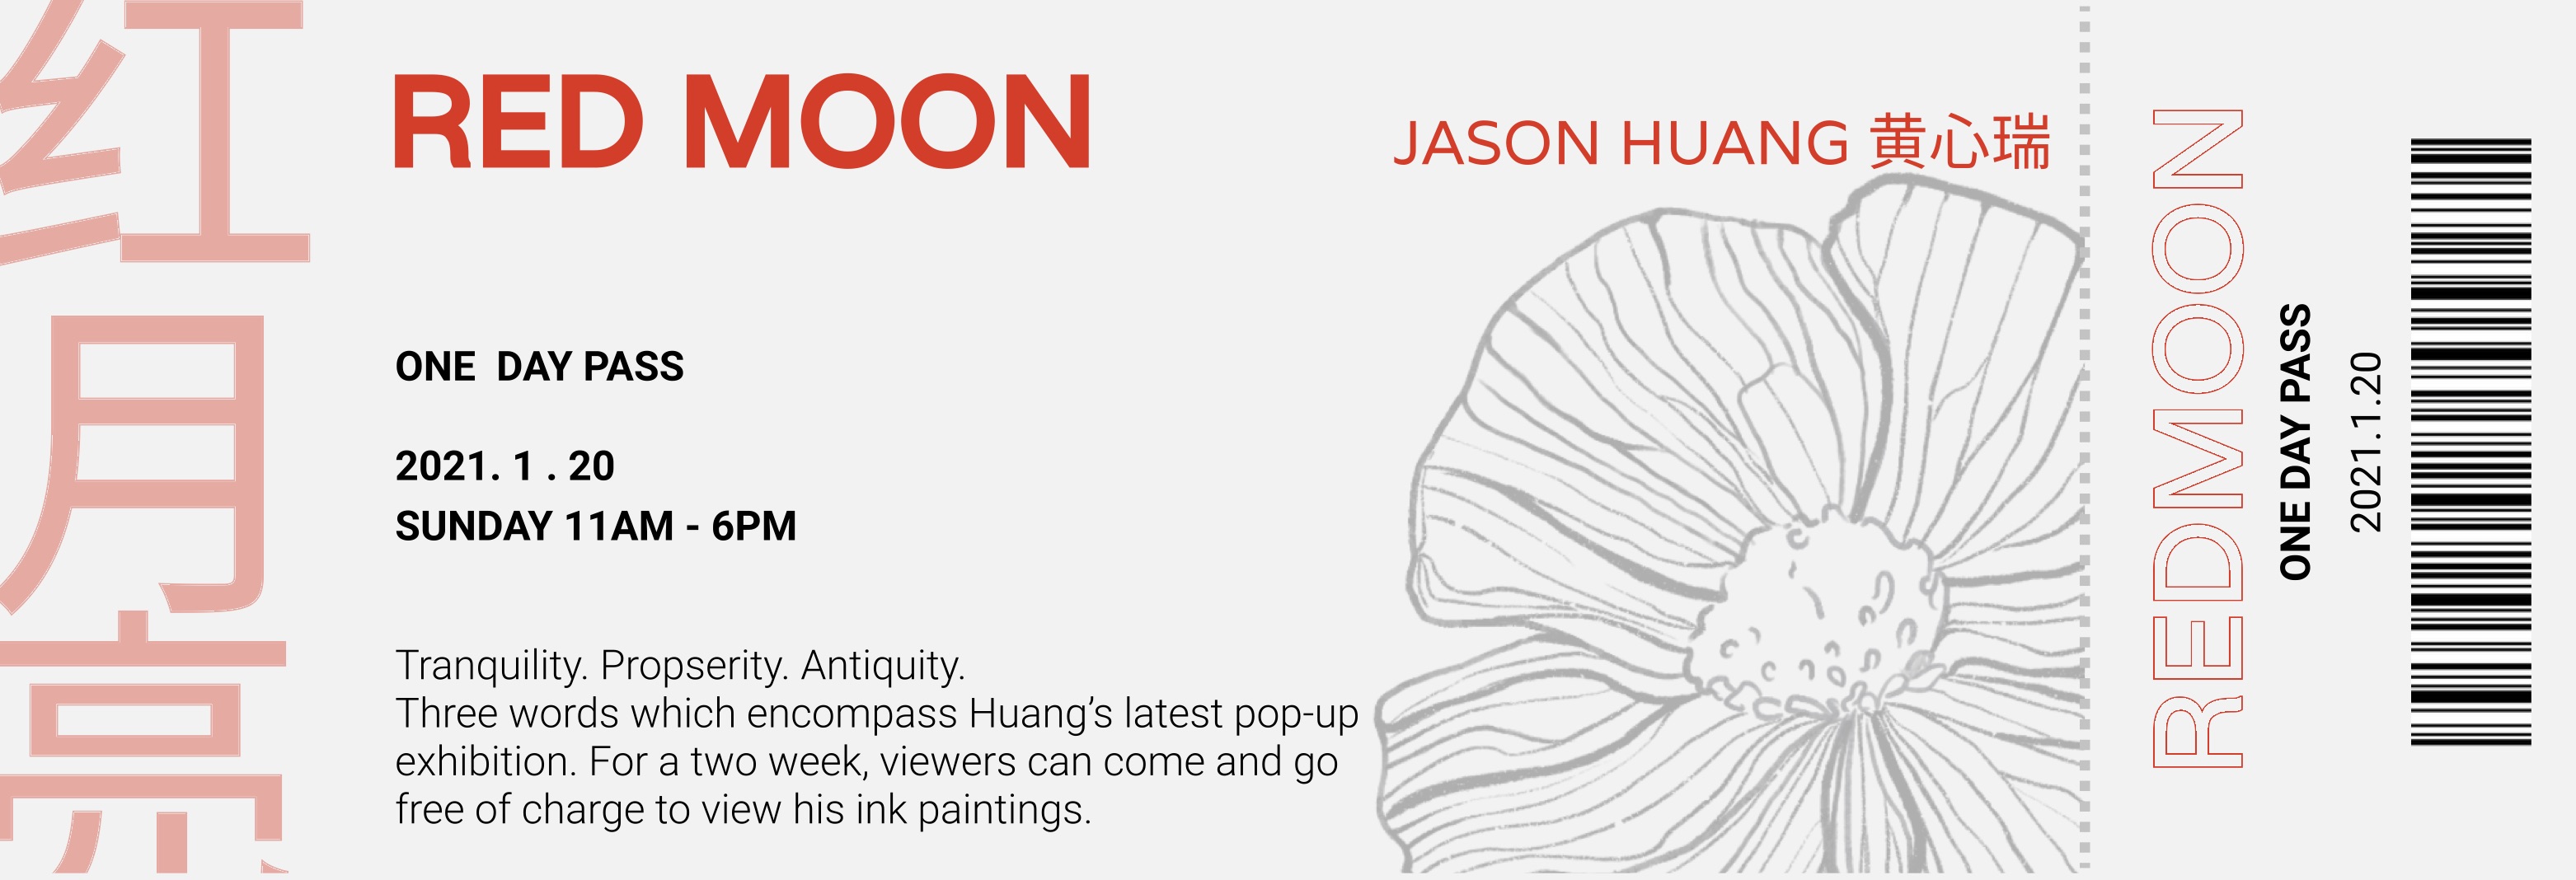 红
月
亮
RED MOON
JASON HUANG 黄心瑞
ONE  DAY PASS
2021. 1 . 20
SUNDAY 11AM - 6PM
Tranquility. Propserity. Antiquity.
Three words which encompass Huang’s latest pop-up
exhibition. For a two week, viewers can come and go
free of charge to view his ink paintings.
REDMOON
ONE DAY PASS
2021.1.20